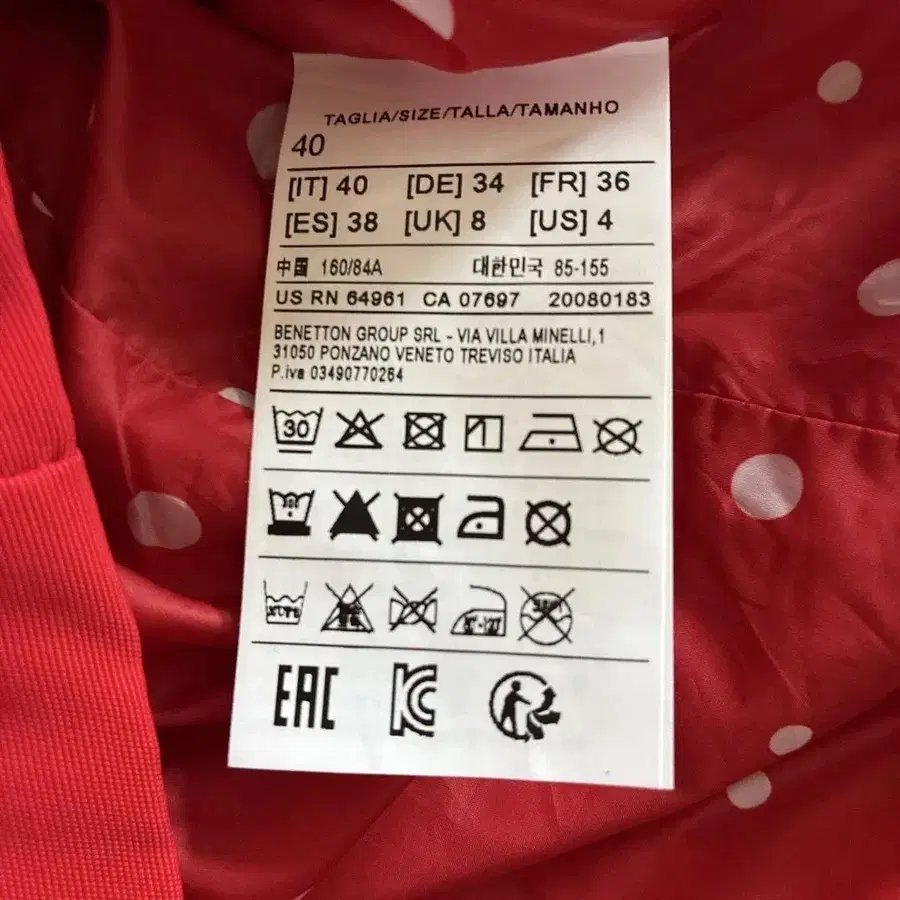 TAGLIA/SIZE/TALLA/TAMANHO
40
[IT] 40 [DE] 34 [FR] 36
[ES] 38 [UK] 8 [US] 4
中国 160/84A 대한민국 85-155
US RN 64961 CA 07697 20080183
BENETTON GROUP SRL - VIA VILLA MINELLI,1
31050 PONZANO VENETO TREVISO ITALIA
P.iva 03490770264
30
EAC KC